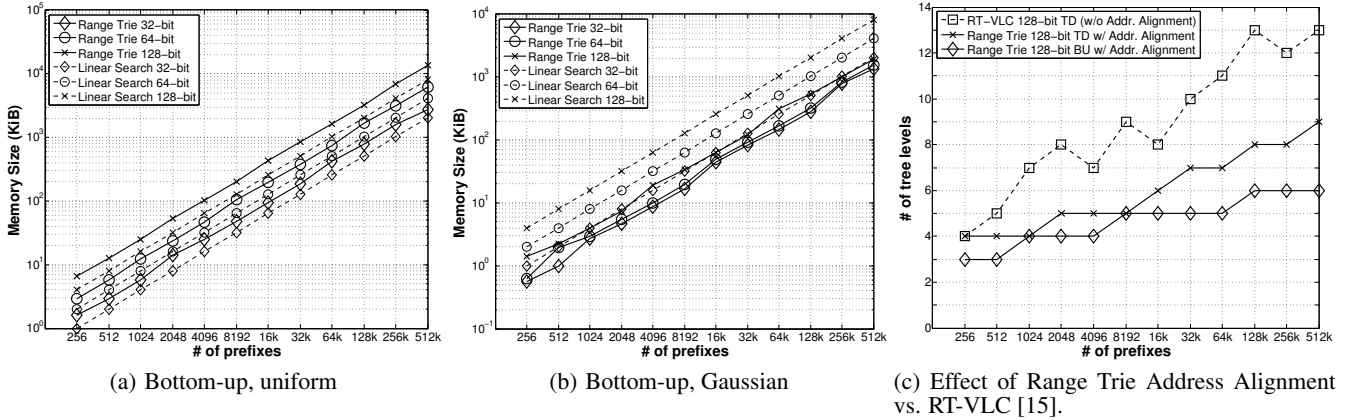 Range Trie 32-bit
Range Trie 64-bit
Range Trie 128-bit
Linear Search 32-bit
Linear Search 64-bit
Linear Search 128-bit
Memory Size (KiB)
10^5
10^4
10^3
10^2
10^1
10^0
256 512 1024 2048 4096 8192 16k 32k 64k 128k 256k 512k
# of prefixes
(a) Bottom-up, uniform
Range Trie 32-bit
Range Trie 64-bit
Range Trie 128-bit
Linear Search 32-bit
Linear Search 64-bit
Linear Search 128-bit
Memory Size (KiB)
10^4
10^3
10^2
10^1
10^0
10^-1
256 512 1024 2048 4096 8192 16k 32k 64k 128k 256k 512k
# of prefixes
(b) Bottom-up, Gaussian
RT-VLC 128-bit TD (w/o Addr. Alignment)
Range Trie 128-bit TD w/ Addr. Alignment
Range Trie 128-bit BU w/ Addr. Alignment
# of tree levels
14
12
10
8
6
4
2
0
256 512 1024 2048 4096 8192 16k 32k 64k 128k 256k 512k
# of prefixes
(c) Effect of Range Trie Address Alignment
vs. RT-VLC [15].